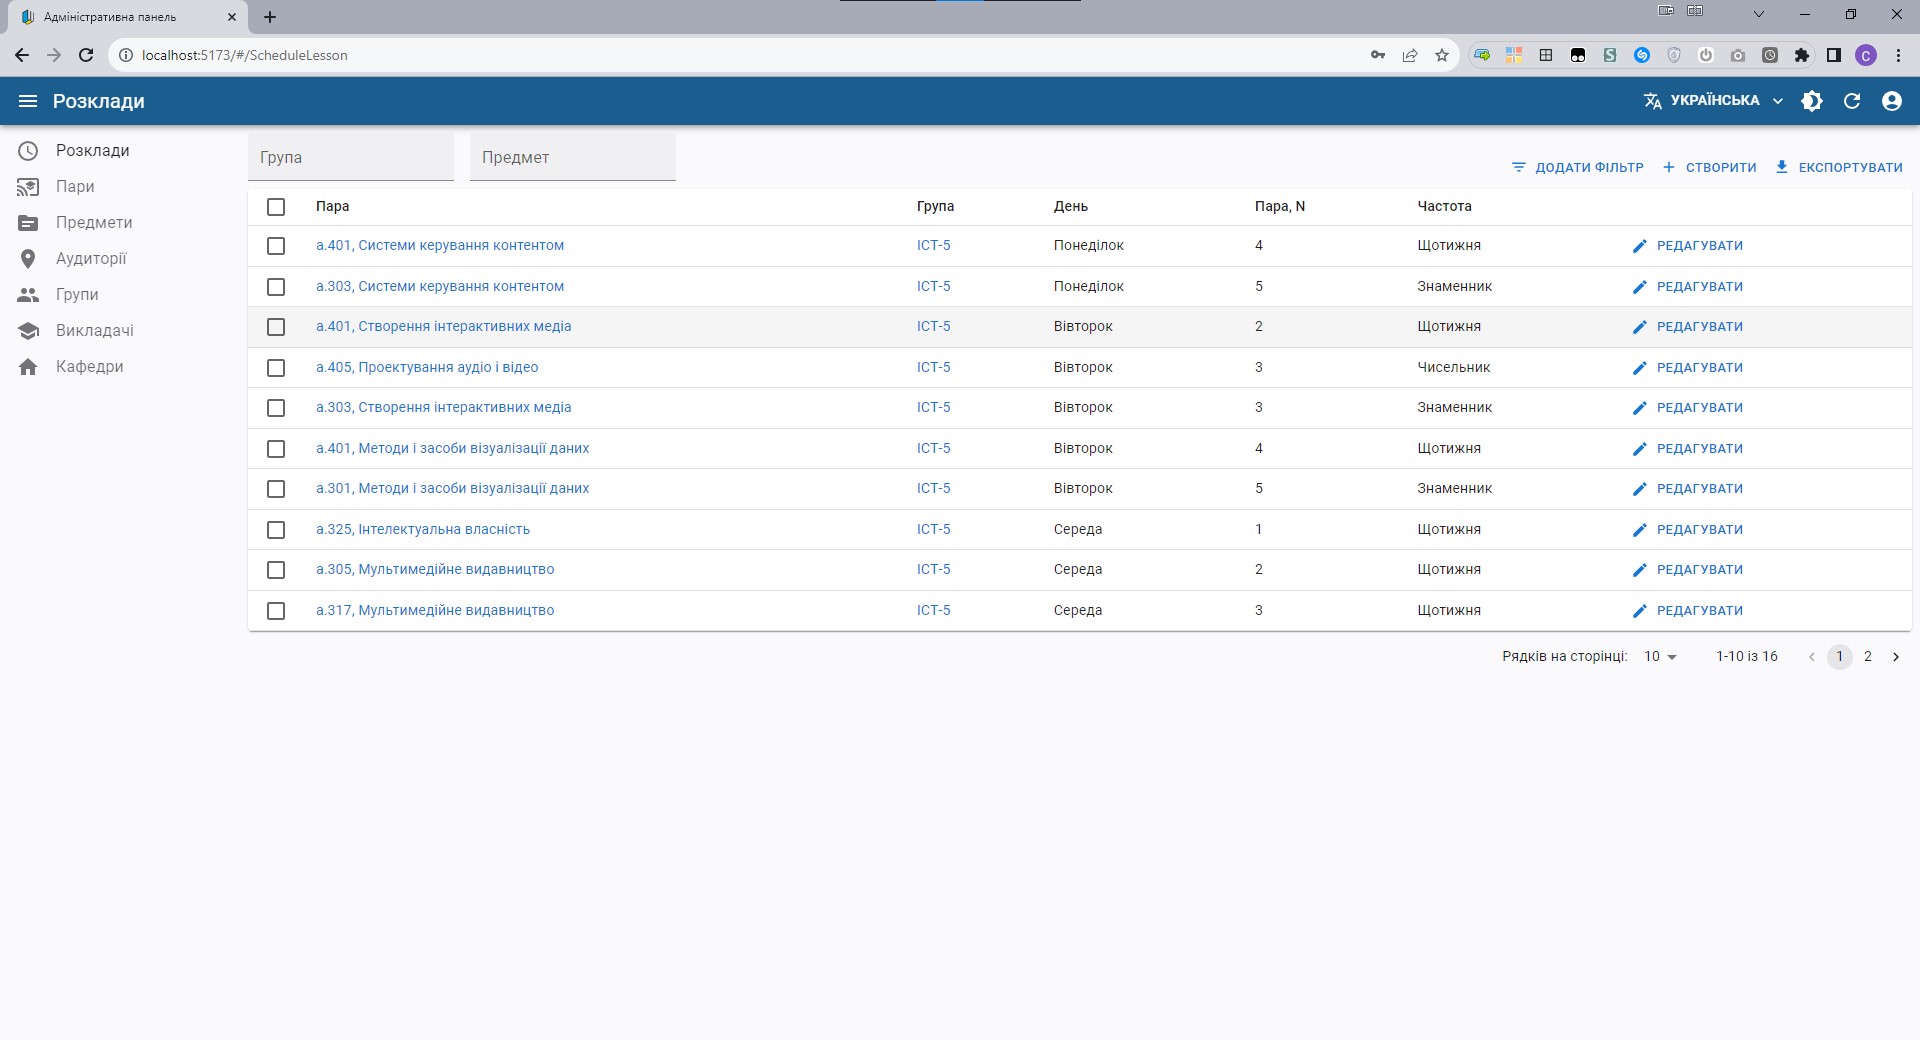 Адміністративна панель
localhost:5173/#/ScheduleLesson
C
Розклади
УКРАЇНСЬКА
Розклади
Пари
Предмети
Аудиторії
Групи
Викладачі
Кафедри
Група
Предмет
ДОДАТИ ФІЛЬТР
СТВОРИТИ
ЕКСПОРТУВАТИ
Пара Група День Пара, N Частота
а.401, Системи керування контентом ІСТ-5 Понеділок 4 Щотижня РЕДАГУВАТИ
а.303, Системи керування контентом ІСТ-5 Понеділок 5 Знаменник РЕДАГУВАТИ
а.401, Створення інтерактивних медіа ІСТ-5 Вівторок 2 Щотижня РЕДАГУВАТИ
а.405, Проектування аудіо і відео ІСТ-5 Вівторок 3 Чисельник РЕДАГУВАТИ
а.303, Створення інтерактивних медіа ІСТ-5 Вівторок 3 Знаменник РЕДАГУВАТИ
а.401, Методи і засоби візуалізації даних ІСТ-5 Вівторок 4 Щотижня РЕДАГУВАТИ
а.301, Методи і засоби візуалізації даних ІСТ-5 Вівторок 5 Знаменник РЕДАГУВАТИ
а.325, Інтелектуальна власність ІСТ-5 Середа 1 Щотижня РЕДАГУВАТИ
а.305, Мультимедійне видавництво ІСТ-5 Середа 2 Щотижня РЕДАГУВАТИ
а.317, Мультимедійне видавництво ІСТ-5 Середа 3 Щотижня РЕДАГУВАТИ
Рядків на сторінці: 10 1-10 із 16 1 2